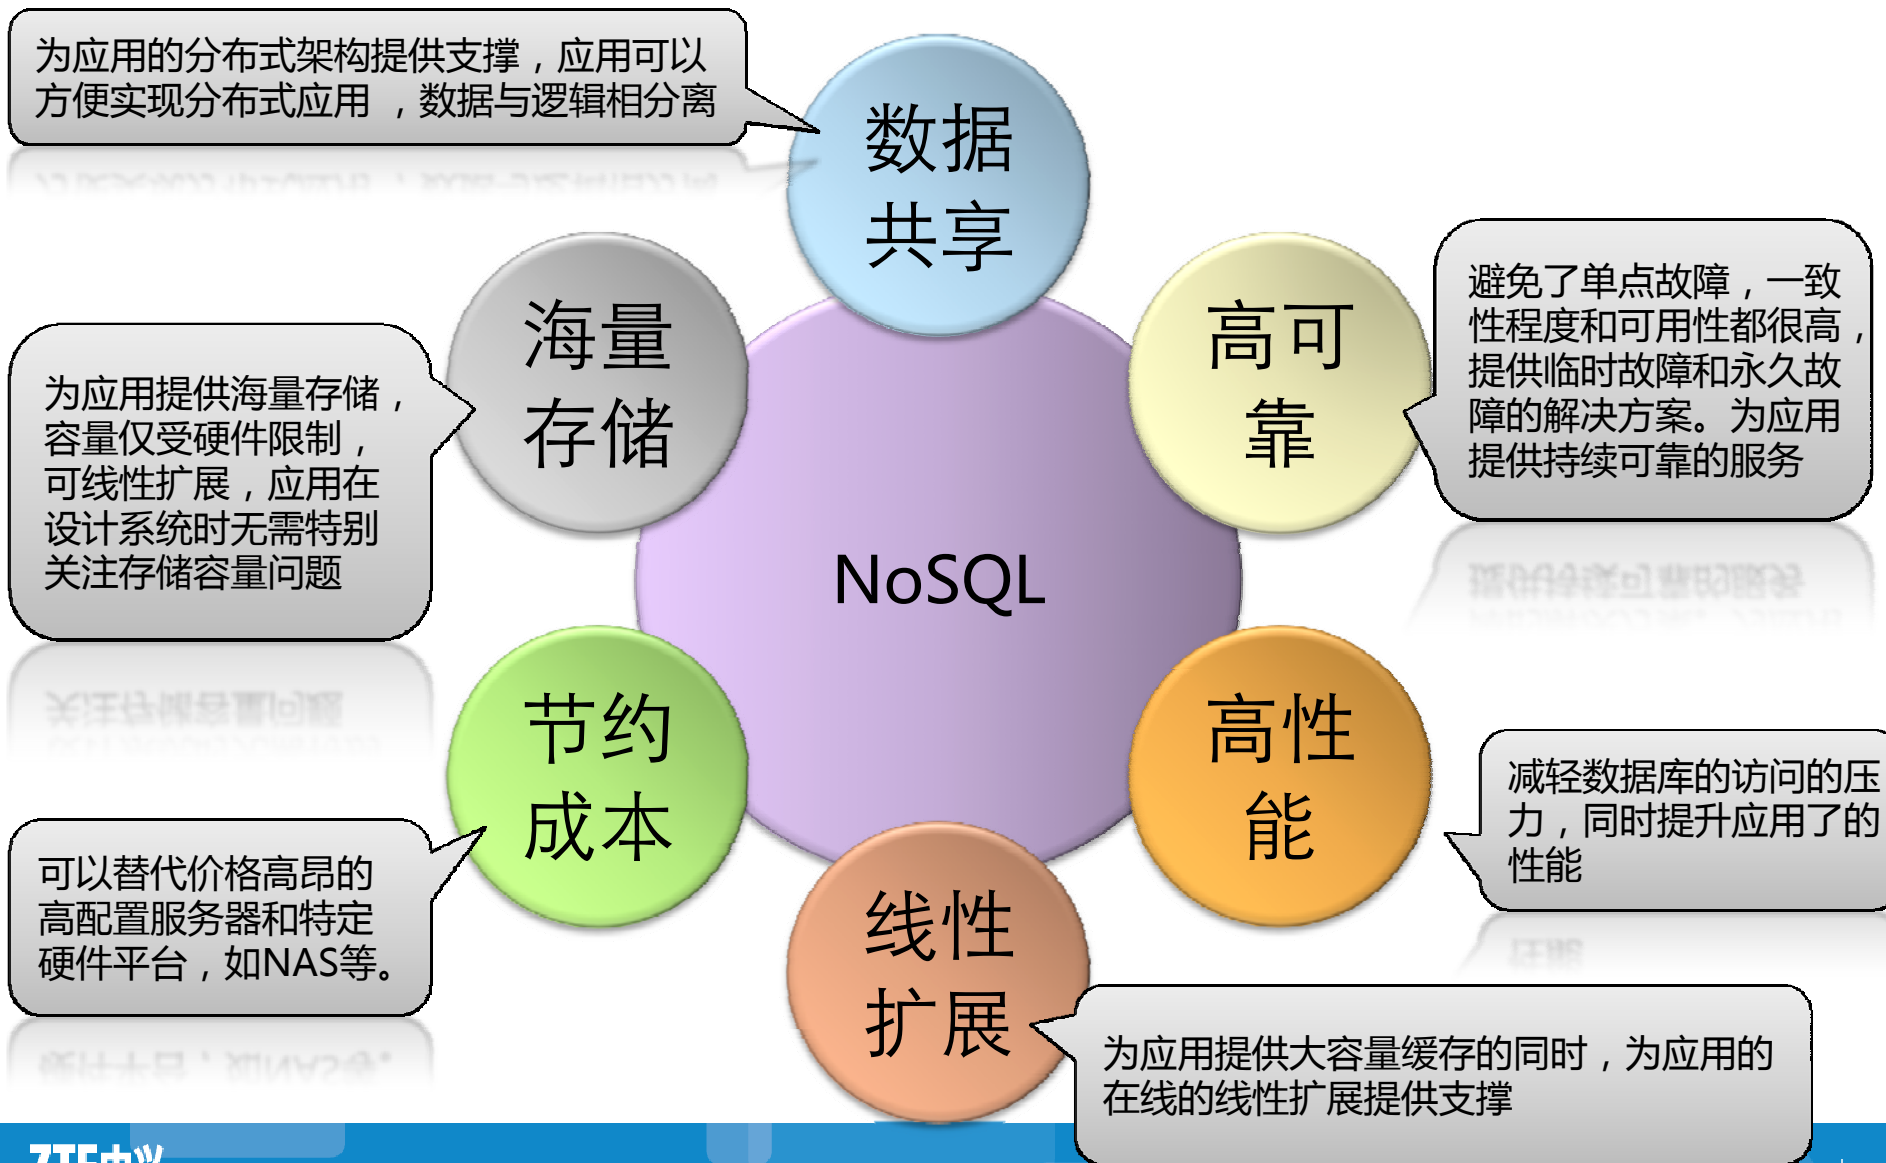 为应用的分布式架构提供支撑，应用可以
方便实现分布式应用 ，数据与逻辑相分离
数据
共享
海量
存储
高可
靠
避免了单点故障，一致
性程度和可用性都很高，
提供临时故障和永久故
障的解决方案。为应用
提供持续可靠的服务
为应用提供海量存储，
容量仅受硬件限制，
可线性扩展，应用在
设计系统时无需特别
关注存储容量问题
NoSQL
节约
成本
高性
能
减轻数据库的访问的压
力，同时提升应用了的
性能
可以替代价格高昂的
高配置服务器和特定
硬件平台，如NAS等。
线性
扩展
为应用提供大容量缓存的同时，为应用的
在线的线性扩展提供支撑
ZTE中兴